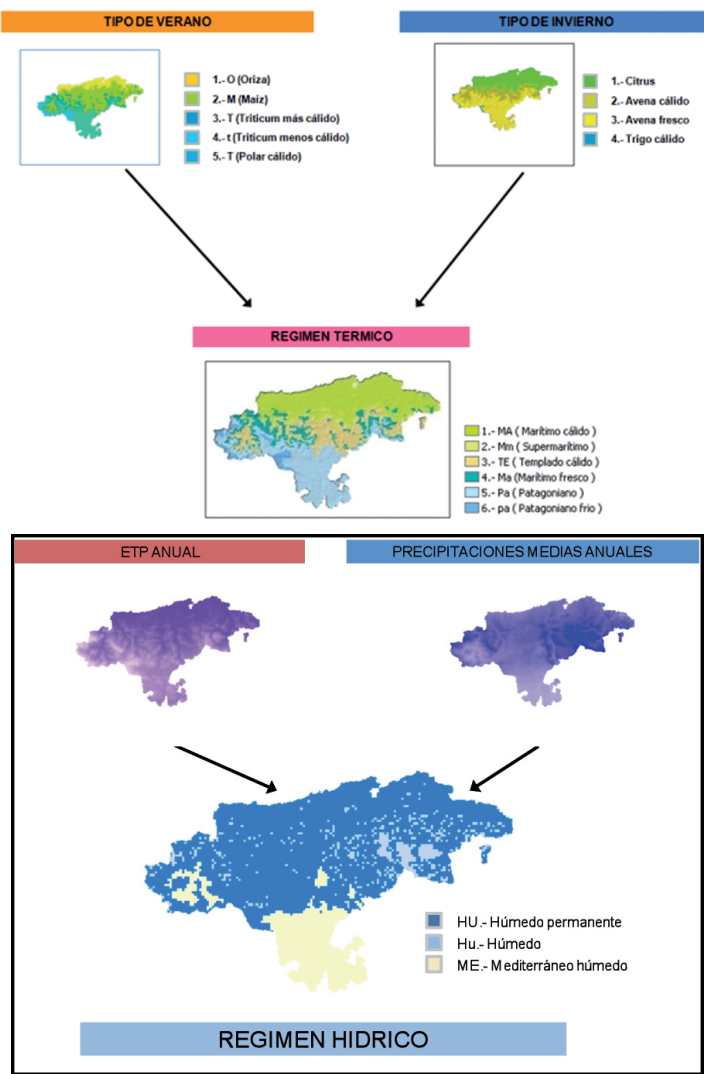 TIPO DE VERANO
TIPO DE INVIERNO
1.- O (Oriza)
2.- M (Maíz)
3.- T (Triticum más cálido)
4.- t (Triticum menos cálido)
5.- T (Polar cálido)
1.- Citrus
2.- Avena cálido
3.- Avena fresco
4.- Trigo cálido
REGIMEN TERMICO
1.- MA ( Marítimo cálido )
2.- Mm ( Supermarítimo )
3.- TE ( Templado cálido )
4.- Ma (Marítimo fresco )
5.- Pa ( Patagoniano )
6.- pa ( Patagoniano frio )
ETP ANUAL
PRECIPITACIONES MEDIAS ANUALES
HU.- Húmedo permanente
Hu.- Húmedo
ME.- Mediterráneo húmedo
REGIMEN HIDRICO